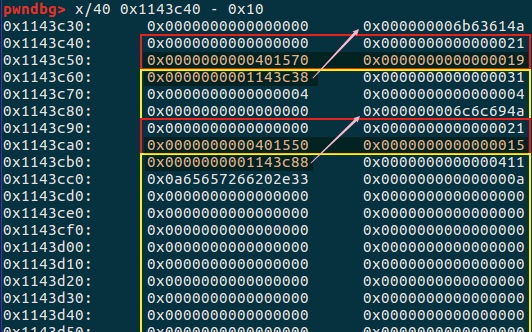 pwndbg> x/40 0x1143c40 - 0x10
0x1143c30: 0x0000000000000000 0x000000006b63614a
0x1143c40: 0x0000000000000000 0x0000000000000021
0x1143c50: 0x0000000000401570 0x0000000000000019
0x1143c60: 0x0000000001143c38 0x0000000000000031
0x1143c70: 0x0000000000000004 0x0000000000000004
0x1143c80: 0x0000000000000000 0x000000006c6c694a
0x1143c90: 0x0000000000000000 0x0000000000000021
0x1143ca0: 0x0000000000401550 0x0000000000000015
0x1143cb0: 0x0000000001143c88 0x0000000000000411
0x1143cc0: 0x0a65657266202e33 0x000000000000000a
0x1143cd0: 0x0000000000000000 0x0000000000000000
0x1143ce0: 0x0000000000000000 0x0000000000000000
0x1143cf0: 0x0000000000000000 0x0000000000000000
0x1143d00: 0x0000000000000000 0x0000000000000000
0x1143d10: 0x0000000000000000 0x0000000000000000
0x1143d20: 0x0000000000000000 0x0000000000000000
0x1143d30: 0x0000000000000000 0x0000000000000000
0x1143d40: 0x0000000000000000 0x0000000000000000
0x1143d50: 0x0000000000000000 0x0000000000000000